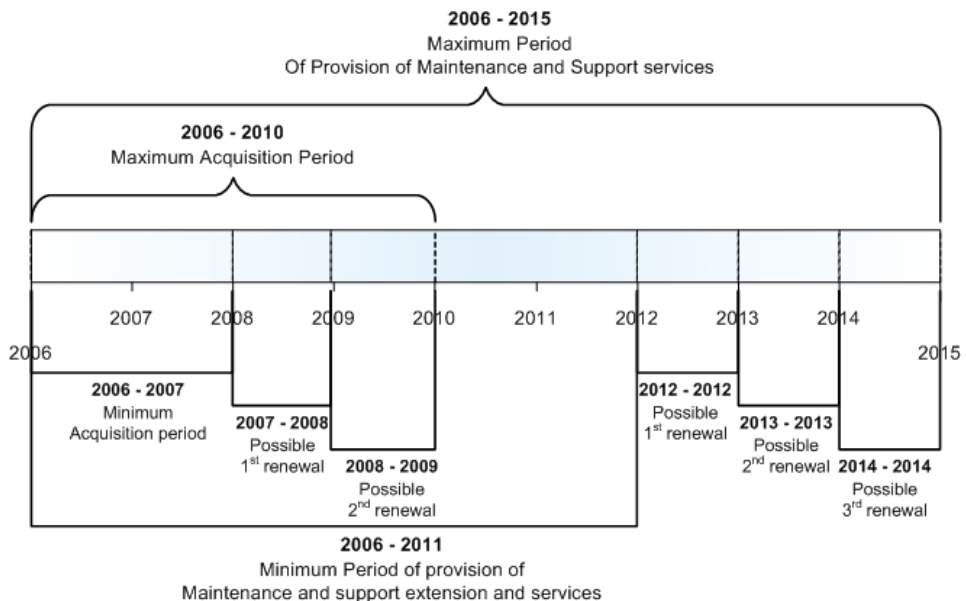 2006 - 2015
Maximum Period
Of Provision of Maintenance and Support services
2006 - 2010
Maximum Acquisition Period
2007
2008
2009
2010
2011
2012
2013
2014
2006
2015
2006 - 2007
Minimum
Acquisition period
2007 - 2008
Possible
1st renewal
2008 - 2009
Possible
2nd renewal
2012 - 2012
Possible
1st renewal
2013 - 2013
Possible
2nd renewal
2014 - 2014
Possible
3rd renewal
2006 - 2011
Minimum Period of provision of
Maintenance and support extension and services